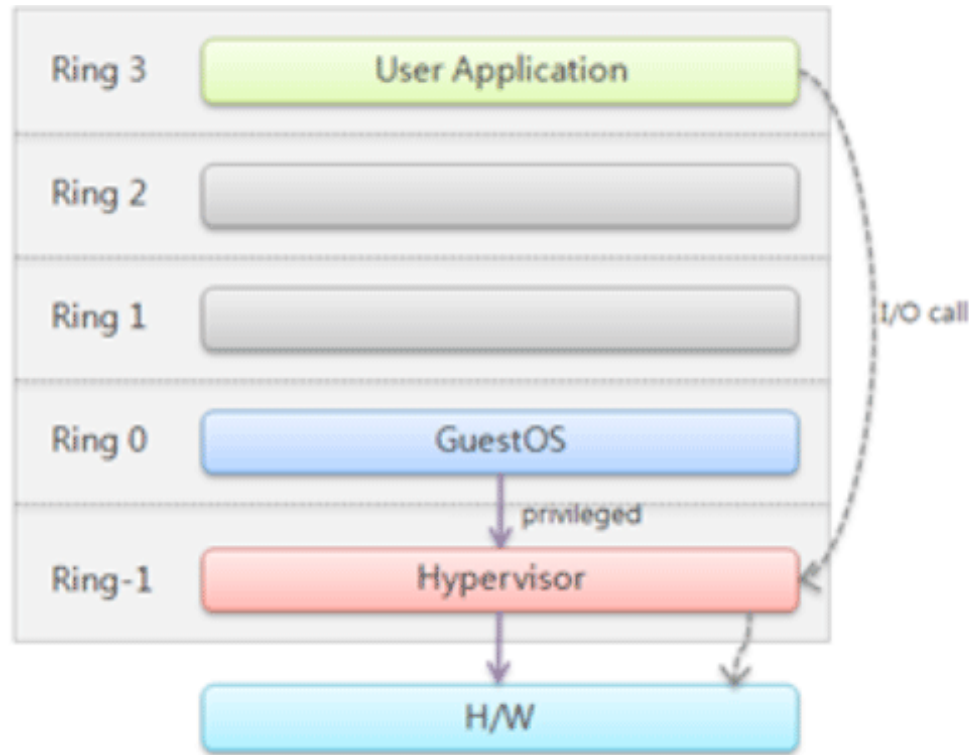 Ring 3
User Application
Ring 2
Ring 1
I/O call
Ring 0
GuestOS
privileged
Ring-1
Hypervisor
H/W